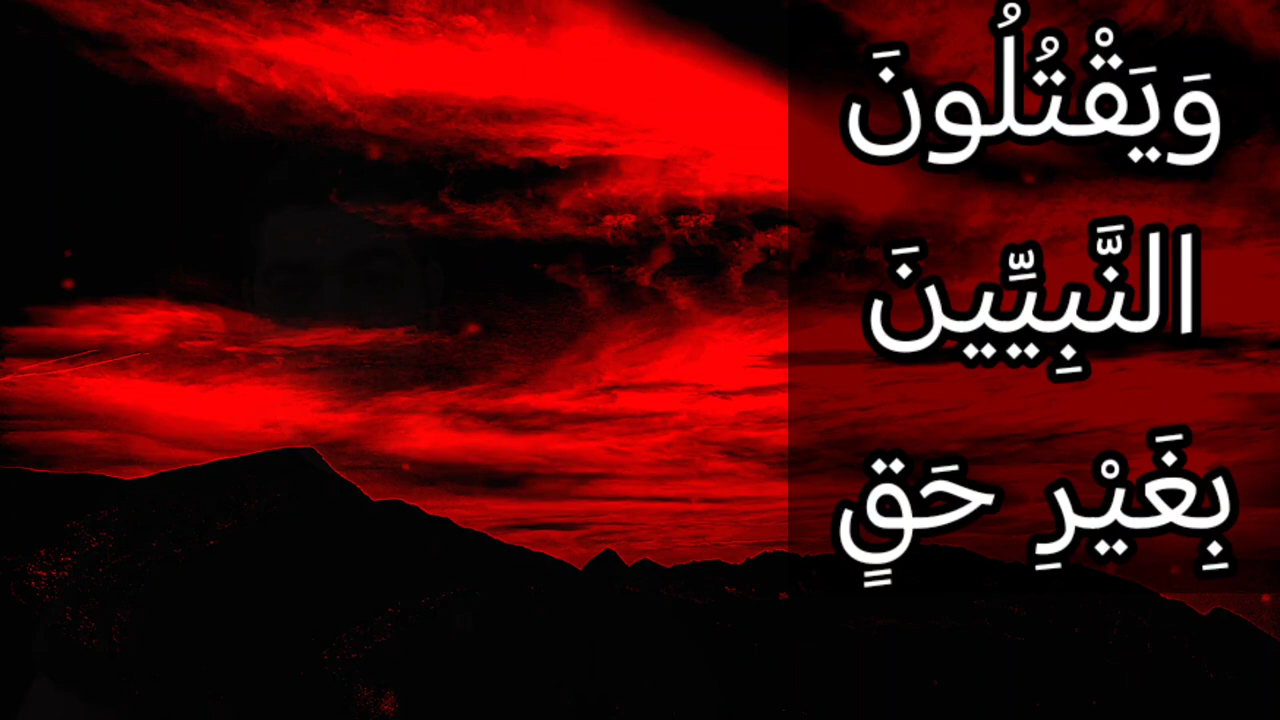 وَيَقْتُلُونَ
النَّبِيِّينَ
بِغَيْرِ حَقٍ